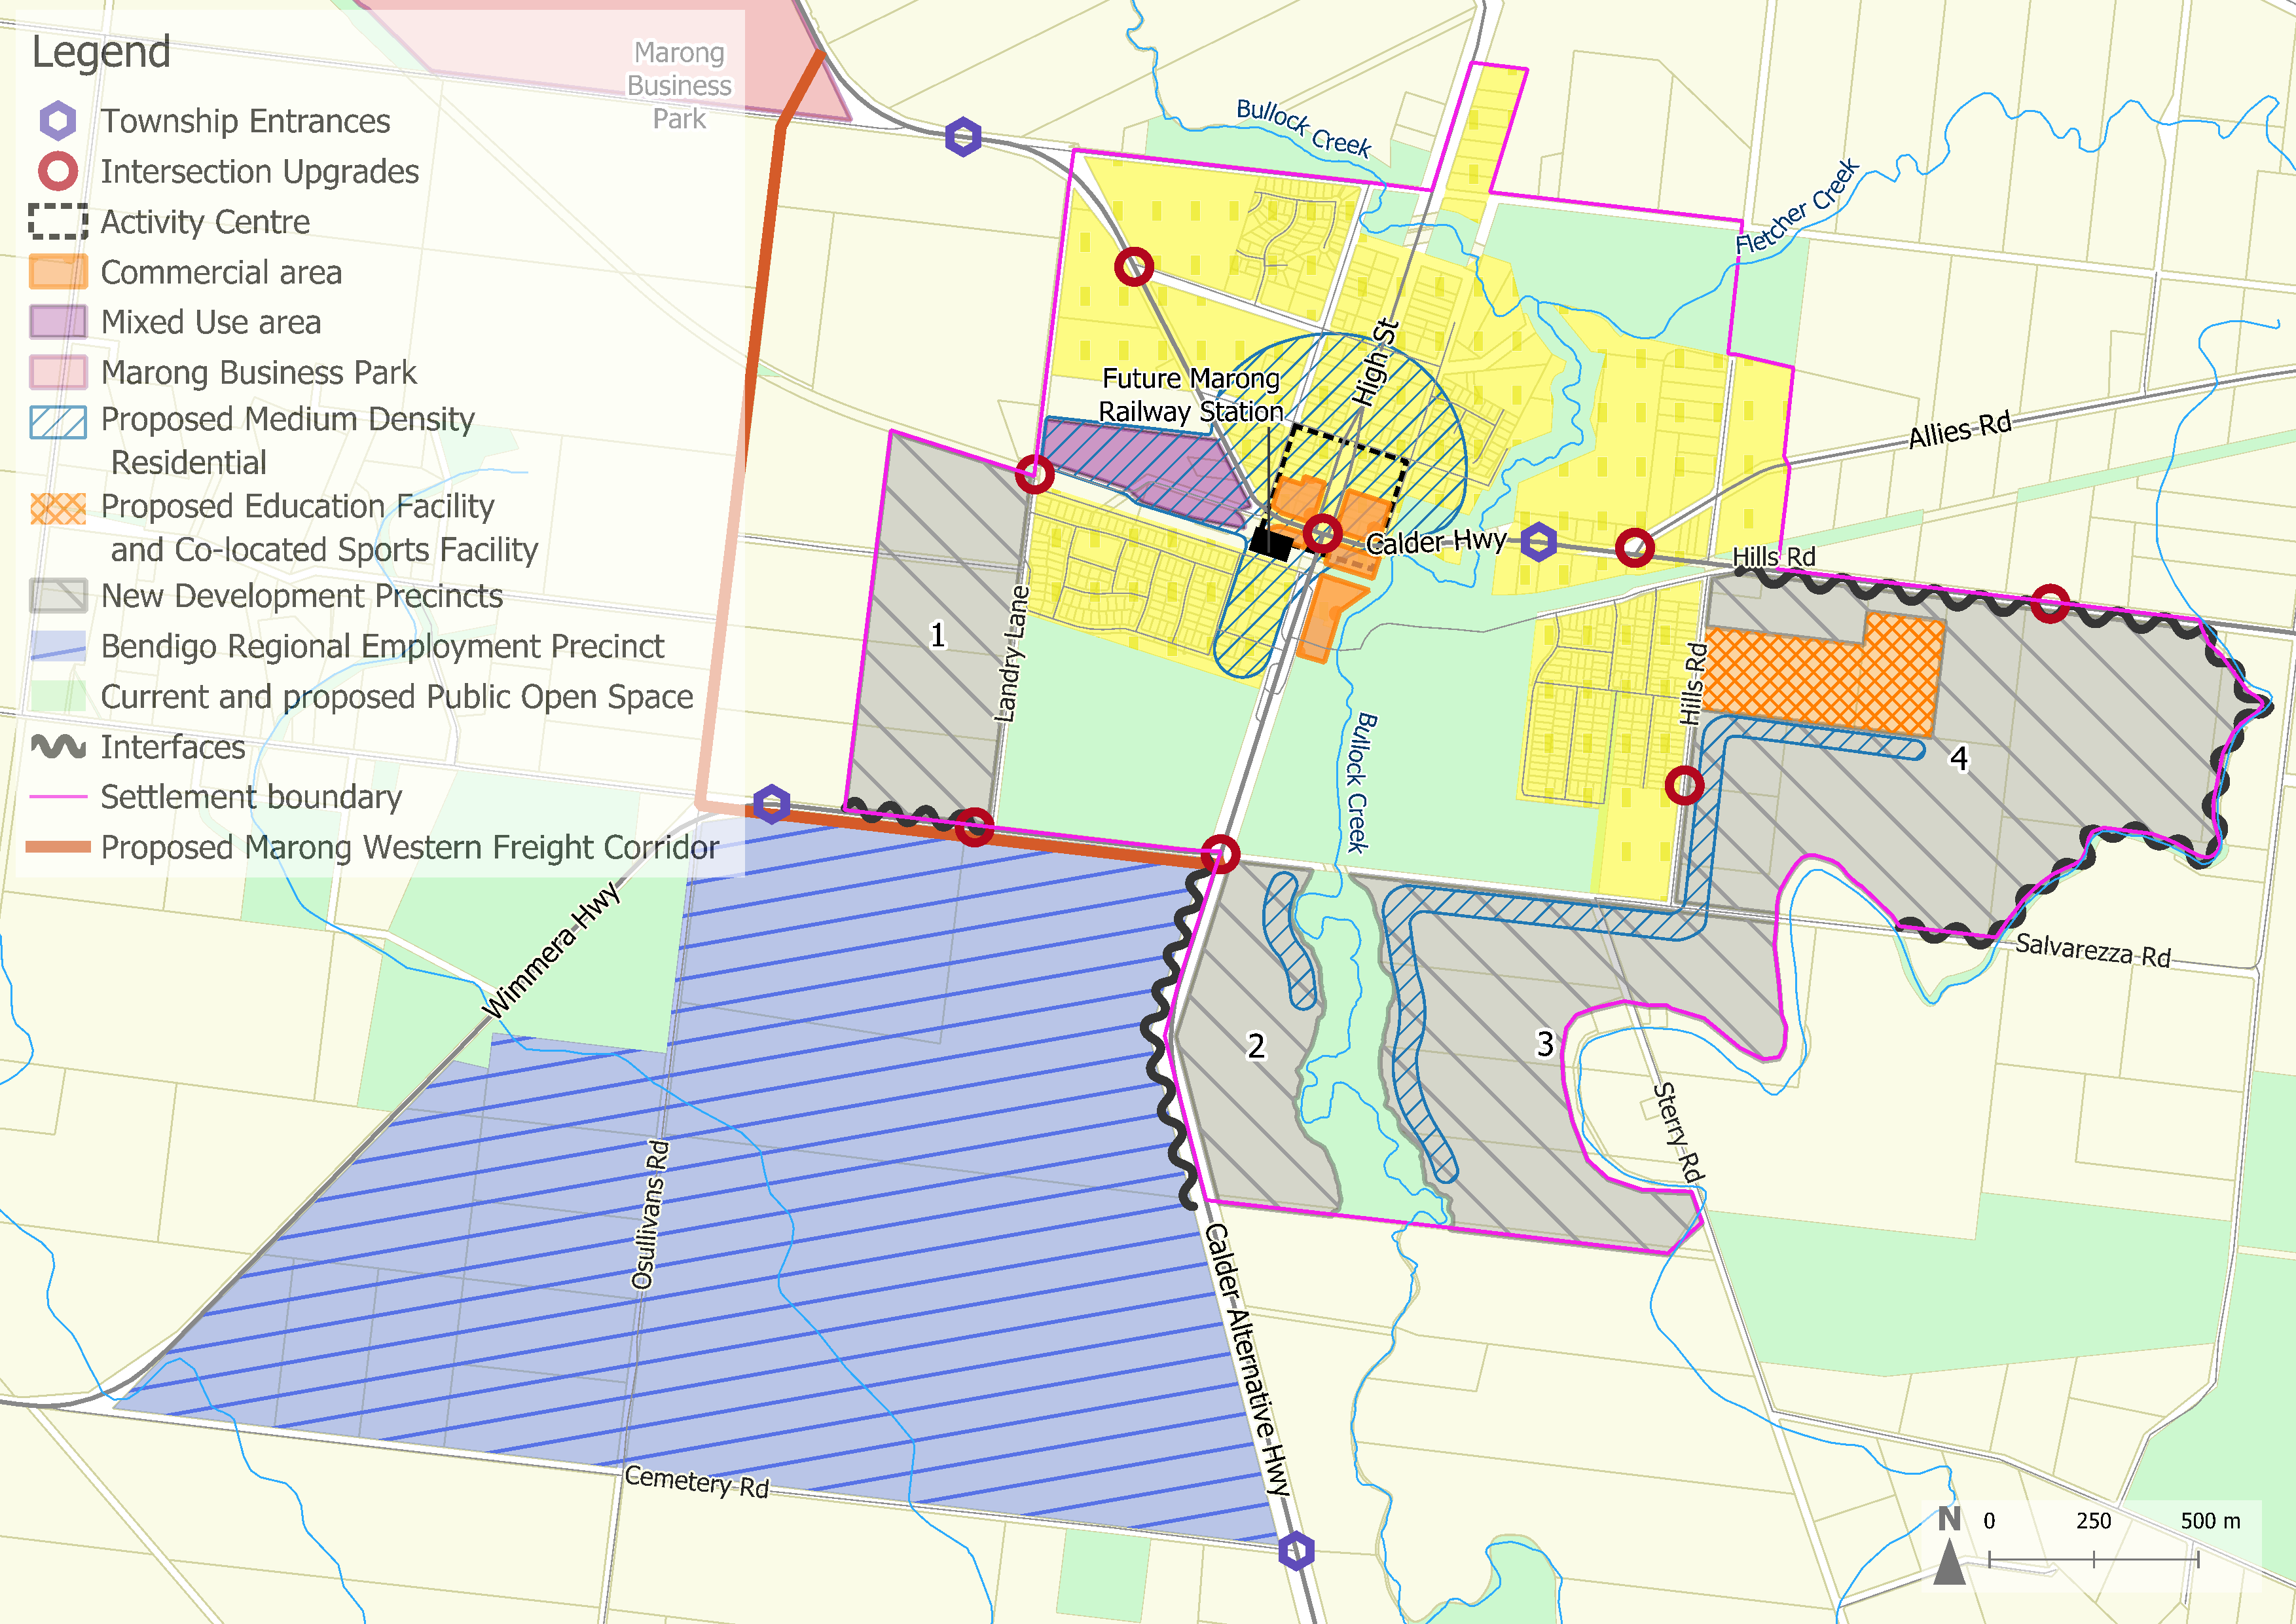 Legend
Township Entrances
Intersection Upgrades
Activity Centre
Commercial area
Mixed Use area
Marong Business Park
Proposed Medium Density
Residential
Proposed Education Facility
and Co-located Sports Facility
New Development Precincts
Bendigo Regional Employment Precinct
Current and proposed Public Open Space
Interfaces
Settlement boundary
Proposed Marong Western Freight Corridor
Marong
Business
Park
Bullock Creek
Fletcher Creek
High St
Future Marong
Railway Station
Allies Rd
Calder Hwy
Hills Rd
1
Landry Lane
Hills Rd
4
Bullock Creek
Wimmera Hwy
Salvarezza Rd
2
3
Sterry Rd
Osullivans Rd
Calder Alternative Hwy
Cemetery Rd
N
0 250 500 m